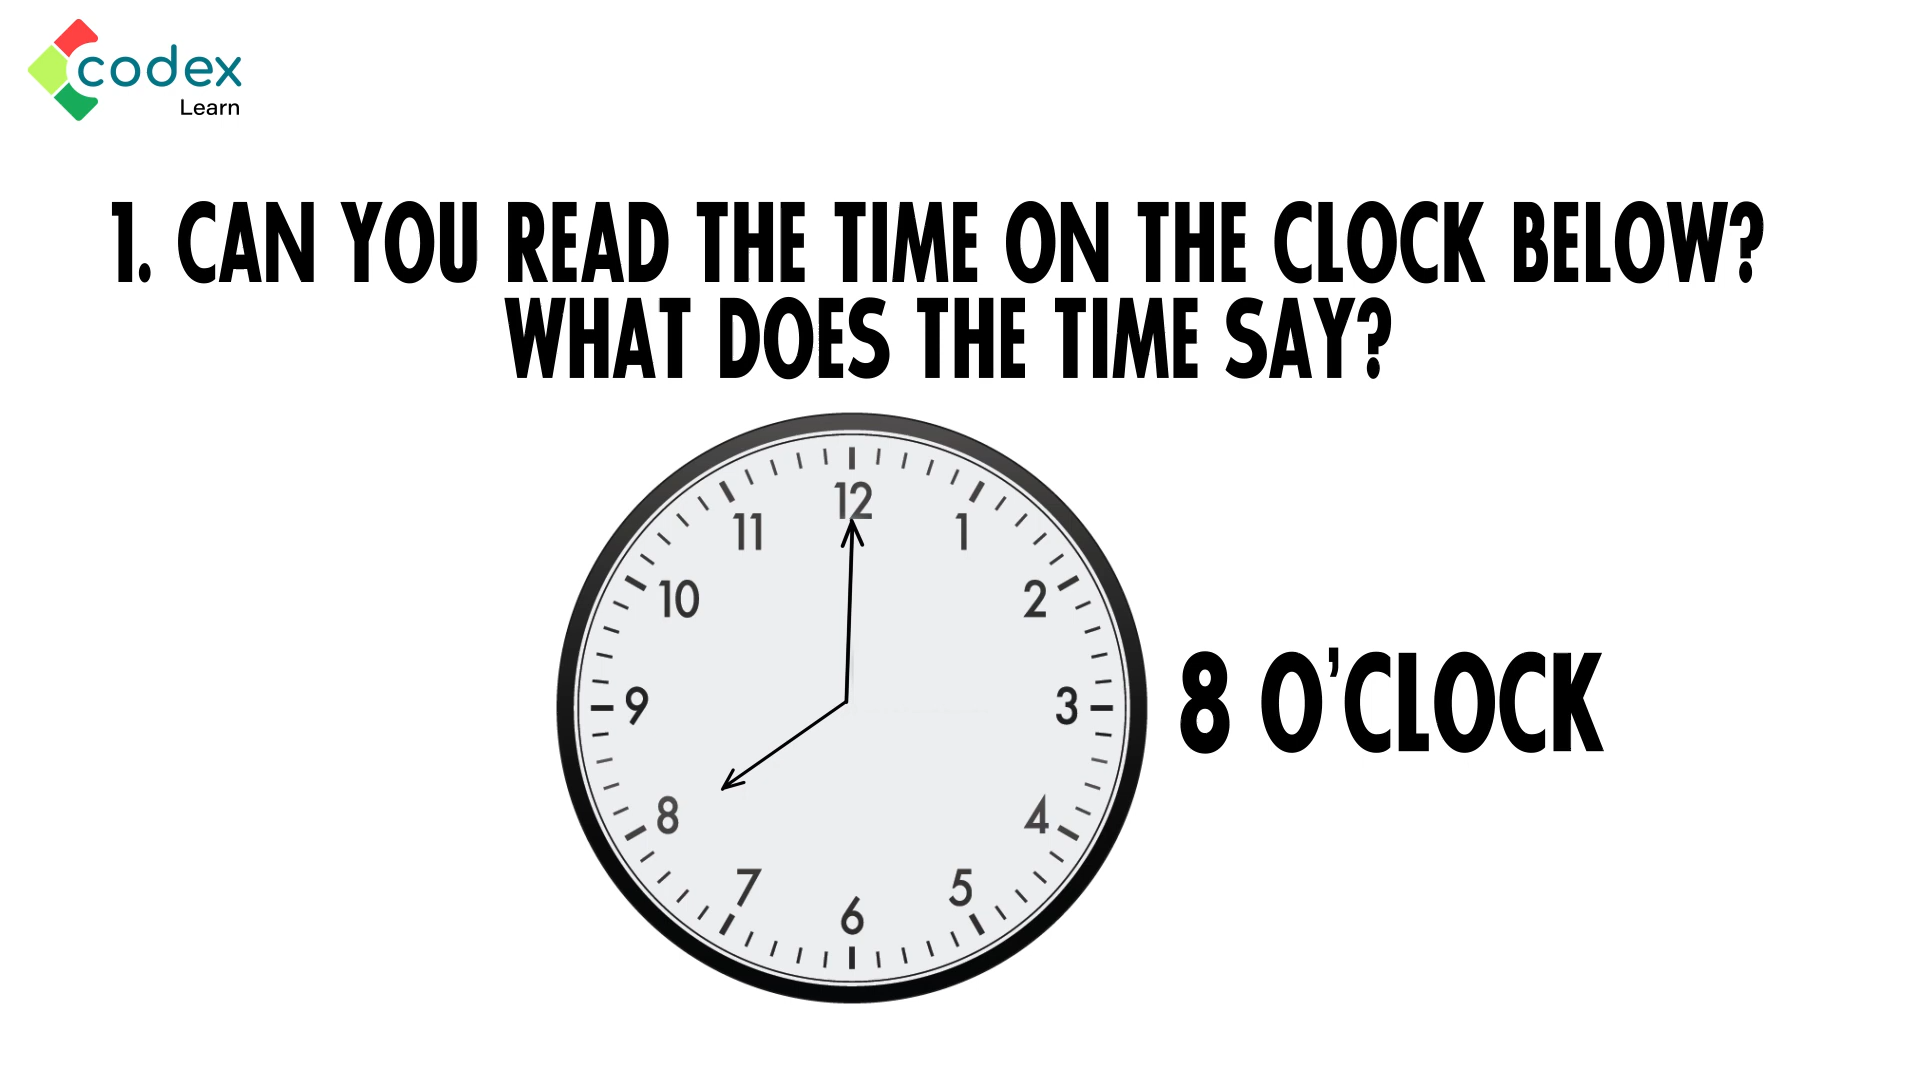 codex
Learn
1. CAN YOU READ THE TIME ON THE CLOCK BELOW?
WHAT DOES THE TIME SAY?
12
11
1
10
2
9
3
8 O'CLOCK
8
4
7
5
6